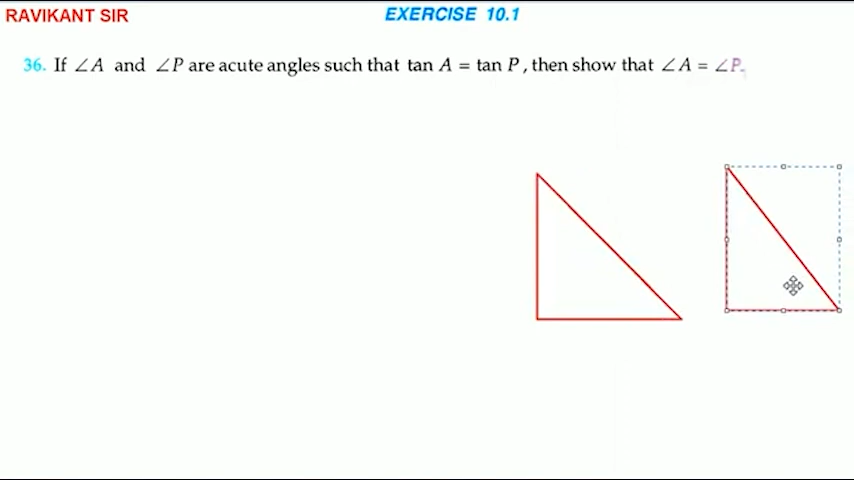 RAVIKANT SIR
EXERCISE 10.1
36. If ∠A and ∠P are acute angles such that tan A = tan P, then show that ∠A = ∠P.